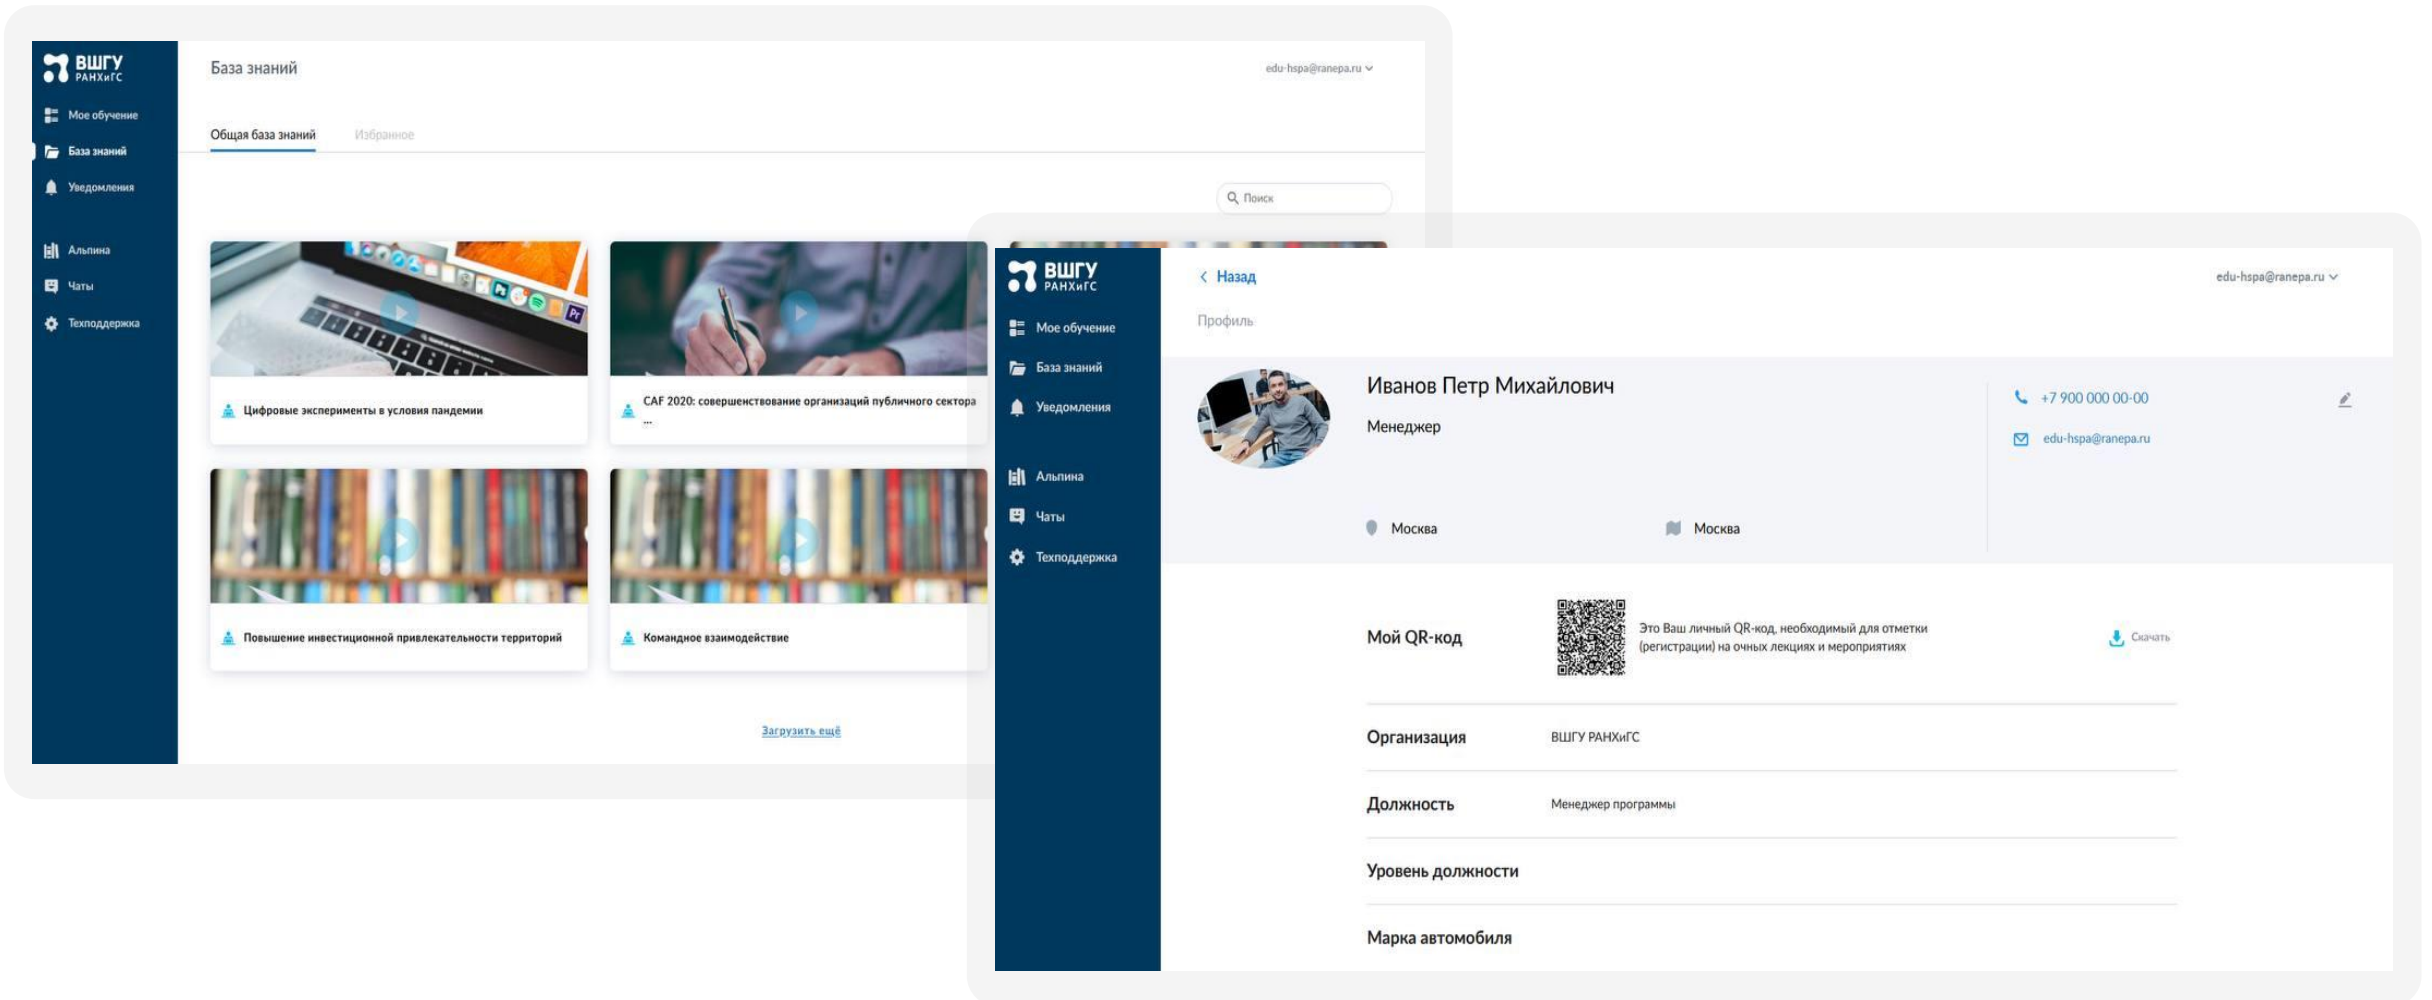 ВШГУ
РАНХиГС
Мое обучение
База знаний
Уведомления
Альпина
Чаты
Техподдержка
База знаний
edu-hspa@ranepa.ru
Общая база знаний
Избранное
Поиск
Цифровые эксперименты в условия пандемии
CAF 2020: совершенствование организаций публичного сектора
...
Повышение инвестиционной привлекательности территорий
Командное взаимодействие
Загрузить ещё
ВШГУ
РАНХиГС
Мое обучение
База знаний
Уведомления
Альпина
Чаты
Техподдержка
Назад
edu-hspa@ranepa.ru
Профиль
Иванов Петр Михайлович
Менеджер
+7 900 000 00-00
edu-hspa@ranepa.ru
Москва
Москва
Мой QR-код
Это Ваш личный QR-код, необходимый для отметки
(регистрации) на очных лекциях и мероприятиях
Скачать
Организация
ВШГУ РАНХиГС
Должность
Менеджер программы
Уровень должности
Марка автомобиля